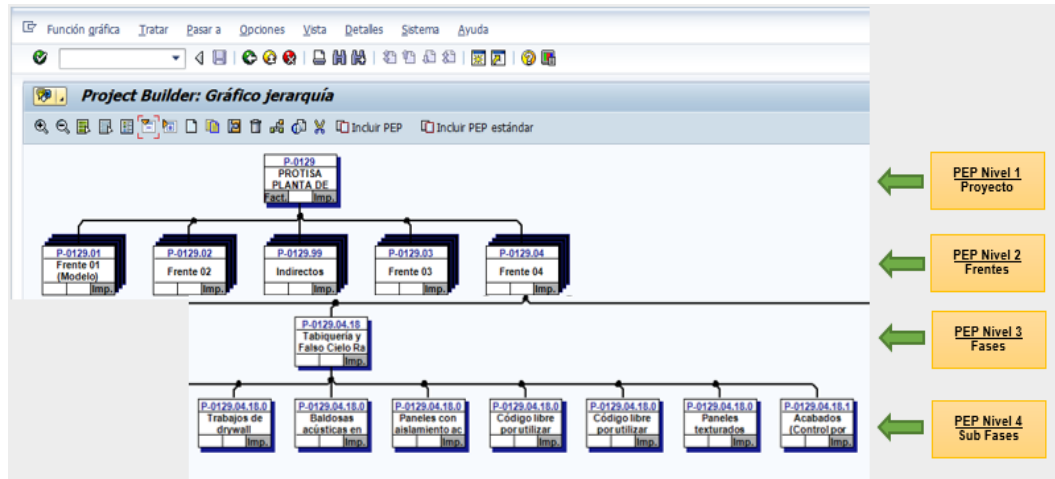 Función gráfica Tratar Pasar a Opciones Vista Detalles Sistema Ayuda
Project Builder: Gráfico jerarquía
Incluir PEP Incluir PEP estándar
P-0129
PROTISA
PLANTA DE
Fact. Imp.
PEP Nivel 1
Proyecto
P-0129.01
Frente 01
(Modelo)
Imp.
P-0129.02
Frente 02
Imp.
P-0129.99
Indirectos
Imp.
P-0129.03
Frente 03
Imp.
P-0129.04
Frente 04
Imp.
PEP Nivel 2
Frentes
P-0129.04.18
Tabiquería y
Falso Cielo Ra
Imp.
PEP Nivel 3
Fases
P-0129.04.18.0
Trabajos de
drywall
Imp.
P-0129.04.18.0
Baldosas
acústicas en
Imp.
P-0129.04.18.0
Paneles con
aislamiento ac
Imp.
P-0129.04.18.0
Código libre
por utilizar
Imp.
P-0129.04.18.0
Código libre
por utilizar
Imp.
P-0129.04.18.0
Paneles
texturados
Imp.
P-0129.04.18.1
Acabados
(Control por
Imp.
PEP Nivel 4
Sub Fases